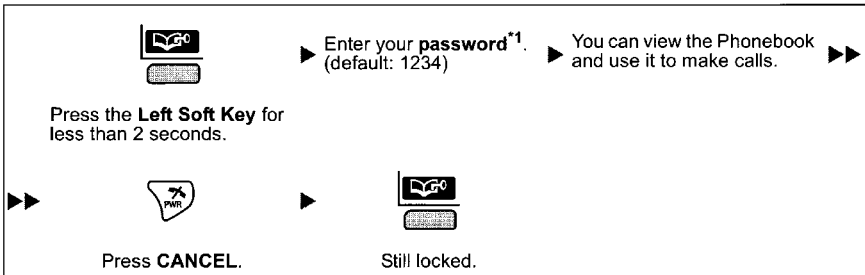 Enter your password*1.
(default: 1234)
You can view the Phonebook
and use it to make calls.
Press the Left Soft Key for
less than 2 seconds.
PWR
Press CANCEL.
Still locked.